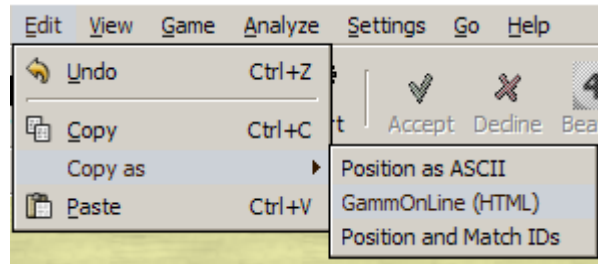 Edit View Game Analyze Settings Go Help
Undo Ctrl+Z
Copy Ctrl+C
Copy as
Paste Ctrl+V
Position as ASCII
GammOnLine (HTML)
Position and Match IDs
t Accept Decline Bea